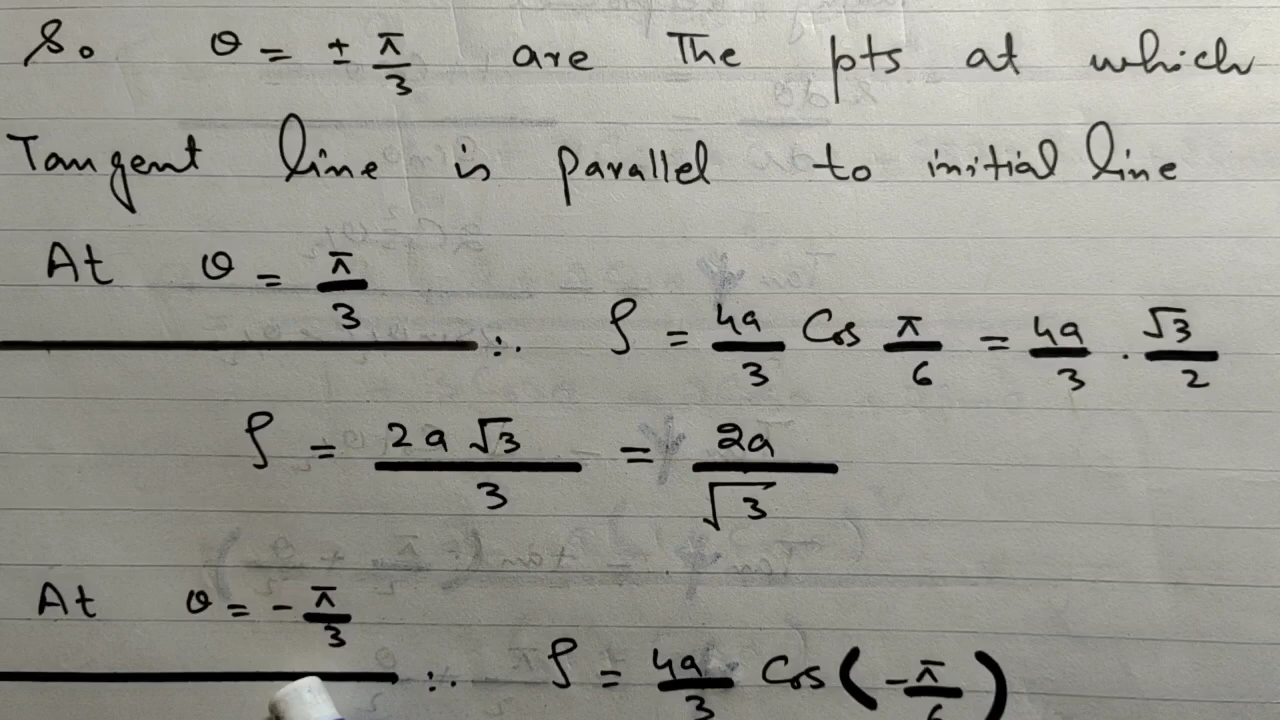 So θ = ± π/3 are The pts at which
Tangent line is parallel to initial line
At θ = π/3
∴ ρ = 4a/3 Cos π/6 = 4a/3 . √3/2
ρ = 2a√3/3 = 2a/√3
At θ = - π/3
∴ ρ = 4a/3 Cos(-π/6)